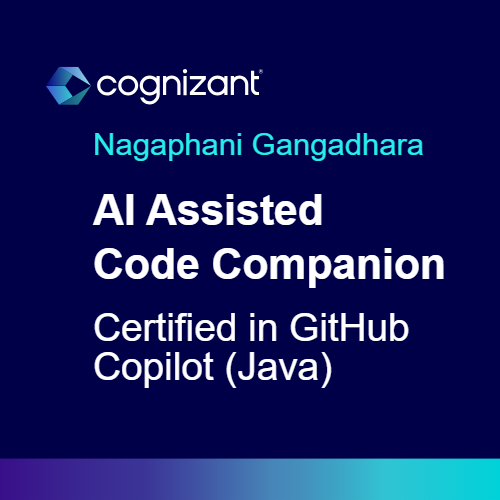 cognizant
Nagaphani Gangadhara
AI Assisted
Code Companion
Certified in GitHub
Copilot (Java)